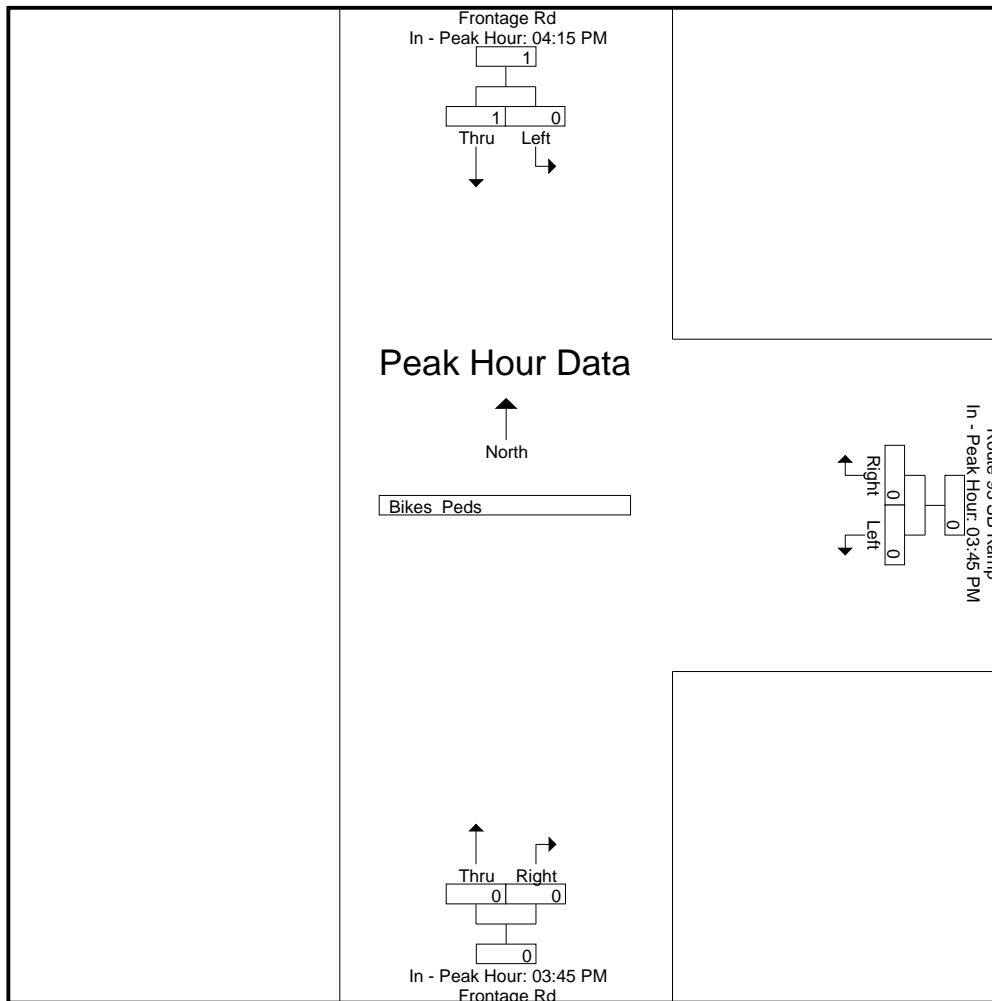 Frontage Rd
In - Peak Hour: 04:15 PM
1
1 0
Thru Left
Peak Hour Data
North
Bikes Peds
Right
0
Left
0
0
In - Peak Hour: 03:45 PM
Ramp
Thru Right
0 0
0
In - Peak Hour: 03:45 PM
Frontage Rd